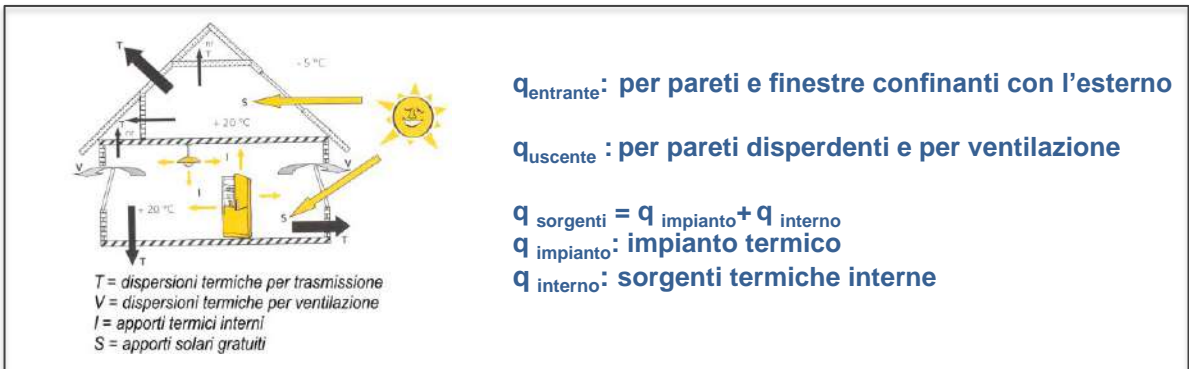 T
nr
T
- 5 °C
S
T
nr
+ 20 °C
V
I
V
I
+ 20 °C
S
T
T
T = dispersioni termiche per trasmissione
V = dispersioni termiche per ventilazione
I = apporti termici interni
S = apporti solari gratuiti
qentrante: per pareti e finestre confinanti con l'esterno
quscente : per pareti disperdenti e per ventilazione
q sorgenti = q impianto+ q interno
q impianto: impianto termico
q interno: sorgenti termiche interne